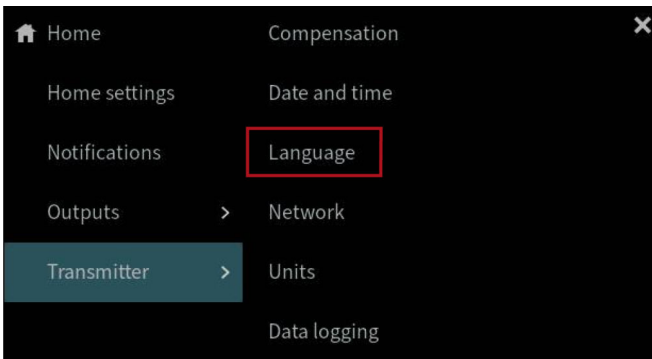 Home
Home settings
Notifications
Outputs
Transmitter
Compensation
Date and time
Language
Network
Units
Data logging